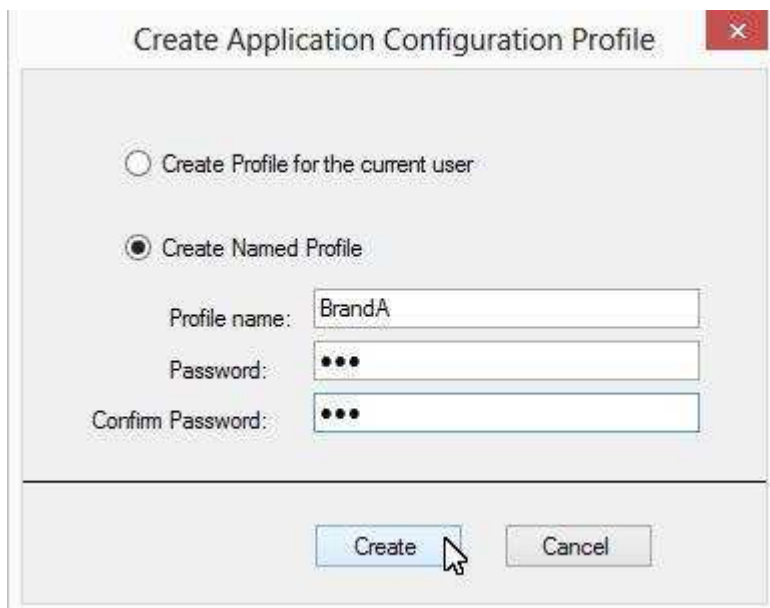 Create Application Configuration Profile
Create Profile for the current user
Create Named Profile
Profile name: BrandA
Password: •••
Confirm Password: •••
Create Cancel